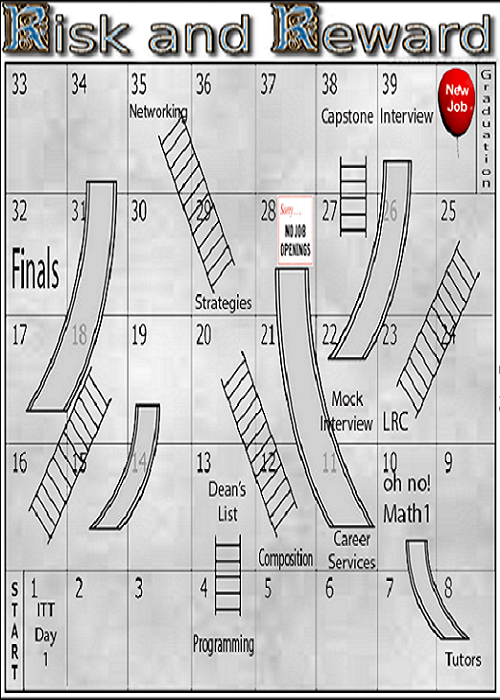 Risk and Reward
33 34 35 36 37 38 39
New
Job
Graduation
Networking
Capstone Interview
32 31 30 29 28 27 26 25
Sorry....
NO JOB
OPENINGS
Finals
Strategies
17 18 19 20 21 22 23 24
Mock
Interview
LRC
16 15 14 13 12 11 10 9
oh no!
Math1
Dean's
List
Career
Services
Composition
START
1 2 3 4 5 6 7 8
ITT
Day
1
Programming
Tutors